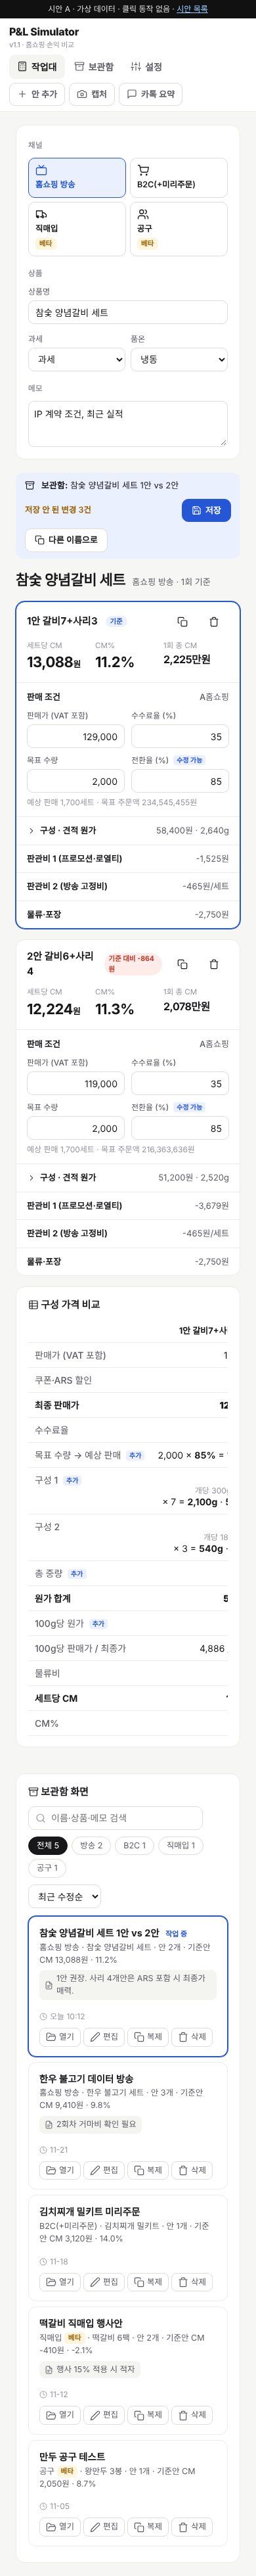 시안 A · 가상 데이터 · 클릭 동작 없음 · 시안 목록
P&L Simulator
v1.1 · 홈쇼핑 손익 비교
작업대 보관함 설정
안 추가 캡처 카톡 요약
채널
홈쇼핑 방송 B2C(+미리주문)
직매입 공구
베타 베타
상품
상품명
참숯 양념갈비 세트
과세 품온
과세 냉동
메모
IP 계약 조건, 최근 실적
보관함: 참숯 양념갈비 세트 1안 vs 2안
저장 안 된 변경 3건 저장
다른 이름으로
참숯 양념갈비 세트 홈쇼핑 방송 · 1회 기준
1안 갈비7+사리3 기준
세트당 CM CM% 1회 총 CM
13,088원 11.2% 2,225만원
판매 조건 A홈쇼핑
판매가 (VAT 포함) 수수료율 (%)
129,000 35
목표 수량 전환율 (%) 수정 가능
2,000 85
예상 판매 1,700세트 · 목표 주문액 234,545,455원
구성 · 견적 원가 58,400원 · 2,640g
판관비 1 (프로모션·로열티) -1,525원
판관비 2 (방송 고정비) -465원/세트
물류·포장 -2,750원
2안 갈비6+사리
4
기준 대비 -864
원
세트당 CM CM% 1회 총 CM
12,224원 11.3% 2,078만원
판매 조건 A홈쇼핑
판매가 (VAT 포함) 수수료율 (%)
119,000 35
목표 수량 전환율 (%) 수정 가능
2,000 85
예상 판매 1,700세트 · 목표 주문액 216,363,636원
구성 · 견적 원가 51,200원 · 2,520g
판관비 1 (프로모션·로열티) -3,679원
판관비 2 (방송 고정비) -465원/세트
물류·포장 -2,750원
구성 가격 비교
1안 갈비7+사
판매가 (VAT 포함) 1
쿠폰·ARS 할인
최종 판매가 12
수수료율
목표 수량 → 예상 판매 추가 2,000 × 85% =
구성 1 추가
개당 300g
× 7 = 2,100g ·
구성 2
개당 18
× 3 = 540g ·
총 중량 추가
원가 합계 5
100g당 원가 추가
100g당 판매가 / 최종가 4,886
물류비
세트당 CM
CM%
보관함 화면
이름·상품·메모 검색
전체 5 방송 2 B2C 1 직매입 1
공구 1
최근 수정순
참숯 양념갈비 세트 1안 vs 2안 작업 중
홈쇼핑 방송 · 참숯 양념갈비 세트 · 안 2개 · 기준안
CM 13,088원 · 11.2%
1안 권장. 사리 4개안은 ARS 포함 시 최종가
매력.
오늘 10:12
열기 편집 복제 삭제
한우 불고기 데이터 방송
홈쇼핑 방송 · 한우 불고기 세트 · 안 3개 · 기준안
CM 9,410원 · 9.8%
2회차 거마비 확인 필요
11-21
열기 편집 복제 삭제
김치찌개 밀키트 미리주문
B2C(+미리주문) · 김치찌개 밀키트 · 안 1개 · 기준
안 CM 3,120원 · 14.0%
11-18
열기 편집 복제 삭제
떡갈비 직매입 행사안
직매입 베타 · 떡갈비 6팩 · 안 2개 · 기준안 CM
-410원 · -2.1%
행사 15% 적용 시 적자
11-12
열기 편집 복제 삭제
만두 공구 테스트
공구 베타 · 왕만두 3봉 · 안 1개 · 기준안 CM
2,050원 · 8.7%
11-05
열기 편집 복제 삭제